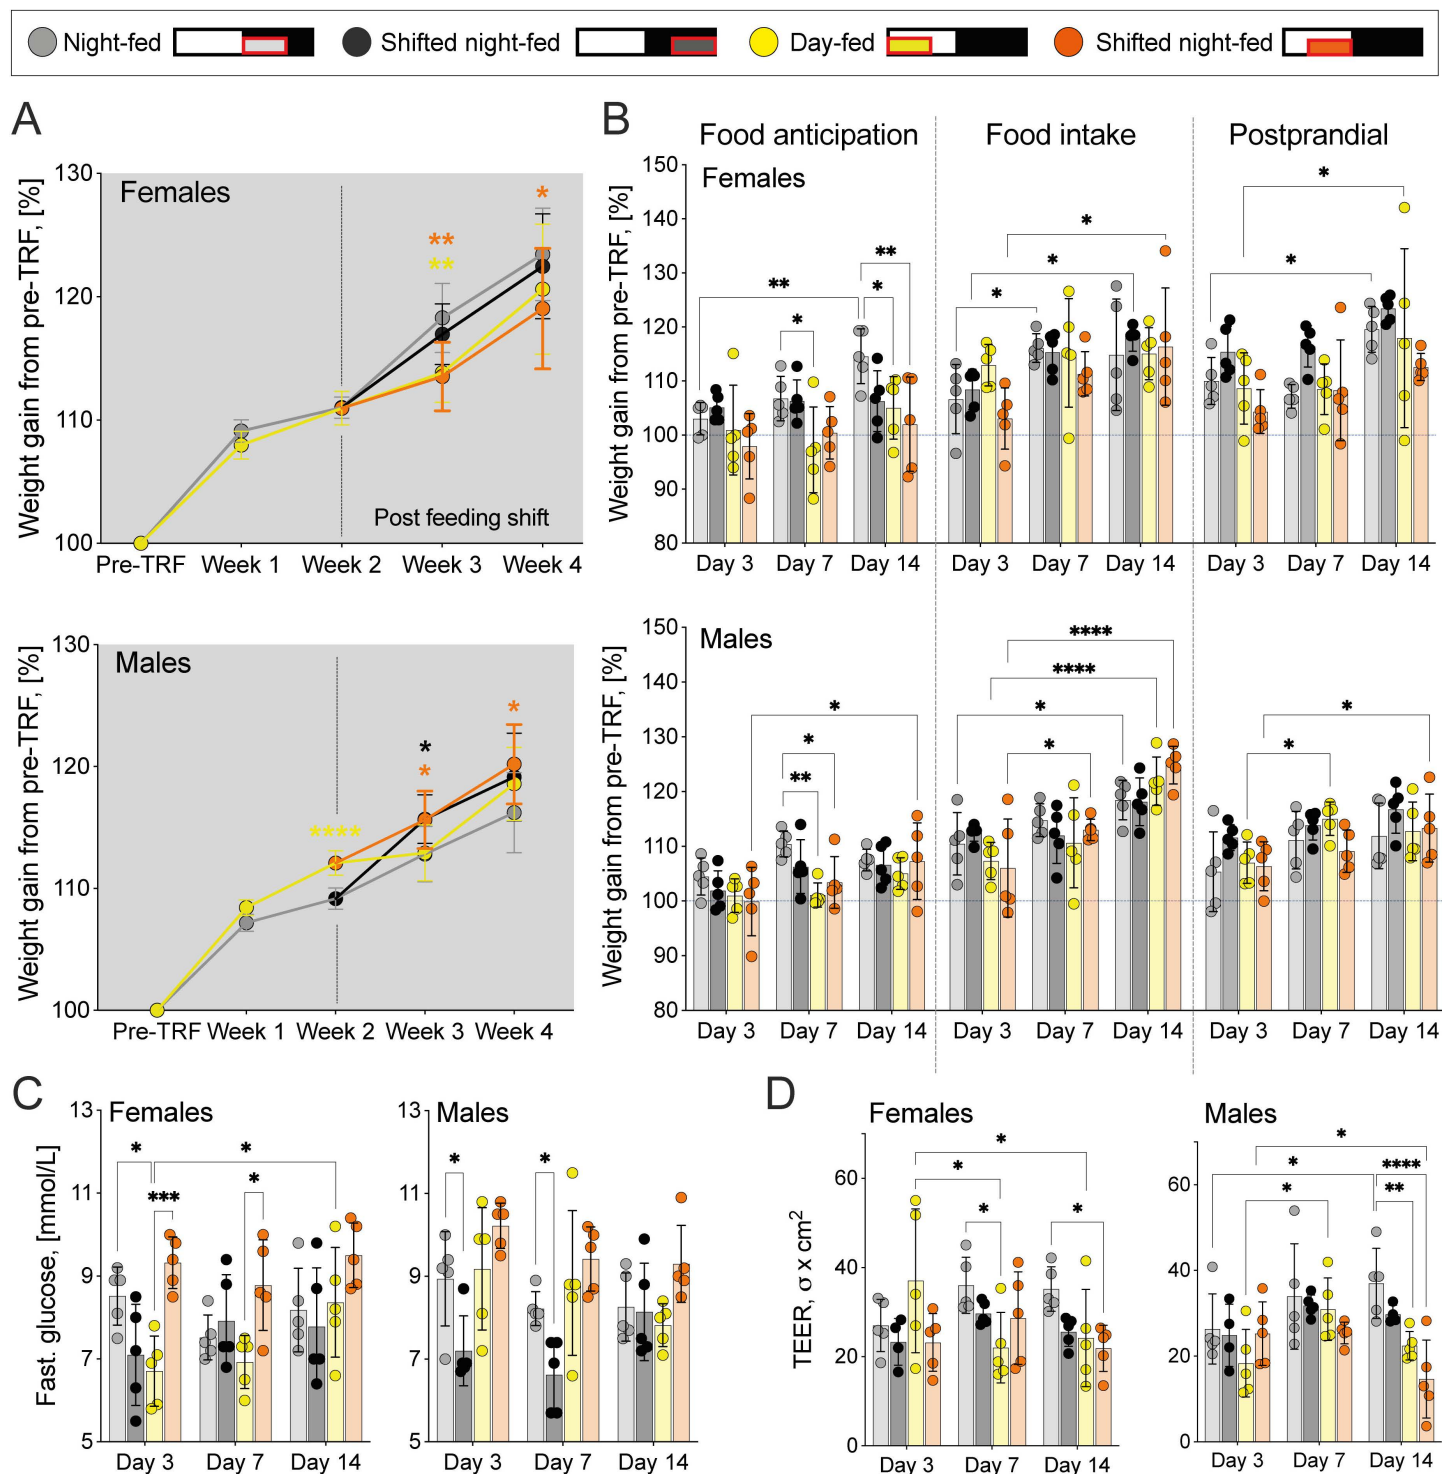 Night-fed Shifted night-fed Day-fed Shifted night-fed
A
Weight gain from pre-TRF, [%]
130
120
110
100
Females
*
**
**
Post feeding shift
Pre-TRF Week 1 Week 2 Week 3 Week 4
Weight gain from pre-TRF, [%]
130
120
110
100
Males
*
*
*
****
Pre-TRF Week 1 Week 2 Week 3 Week 4
B
Food anticipation Food intake Postprandial
Weight gain from pre-TRF, [%]
150
140
130
120
110
100
90
80
Females
** * ** *
* * *
* *
Day 3 Day 7 Day 14 Day 3 Day 7 Day 14 Day 3 Day 7 Day 14
Weight gain from pre-TRF, [%]
150
140
130
120
110
100
90
80
Males
* * **
**** **** * *
* *
Day 3 Day 7 Day 14 Day 3 Day 7 Day 14 Day 3 Day 7 Day 14
C
Fast. glucose, [mmol/L]
13
11
9
7
5
Females
* * * ***
Day 3 Day 7 Day 14
13
11
9
7
5
Males
* *
Day 3 Day 7 Day 14
D
TEER, σ x cm²
60
40
20
0
Females
* * * *
Day 3 Day 7 Day 14
60
40
20
0
Males
* * **** ** *
Day 3 Day 7 Day 14